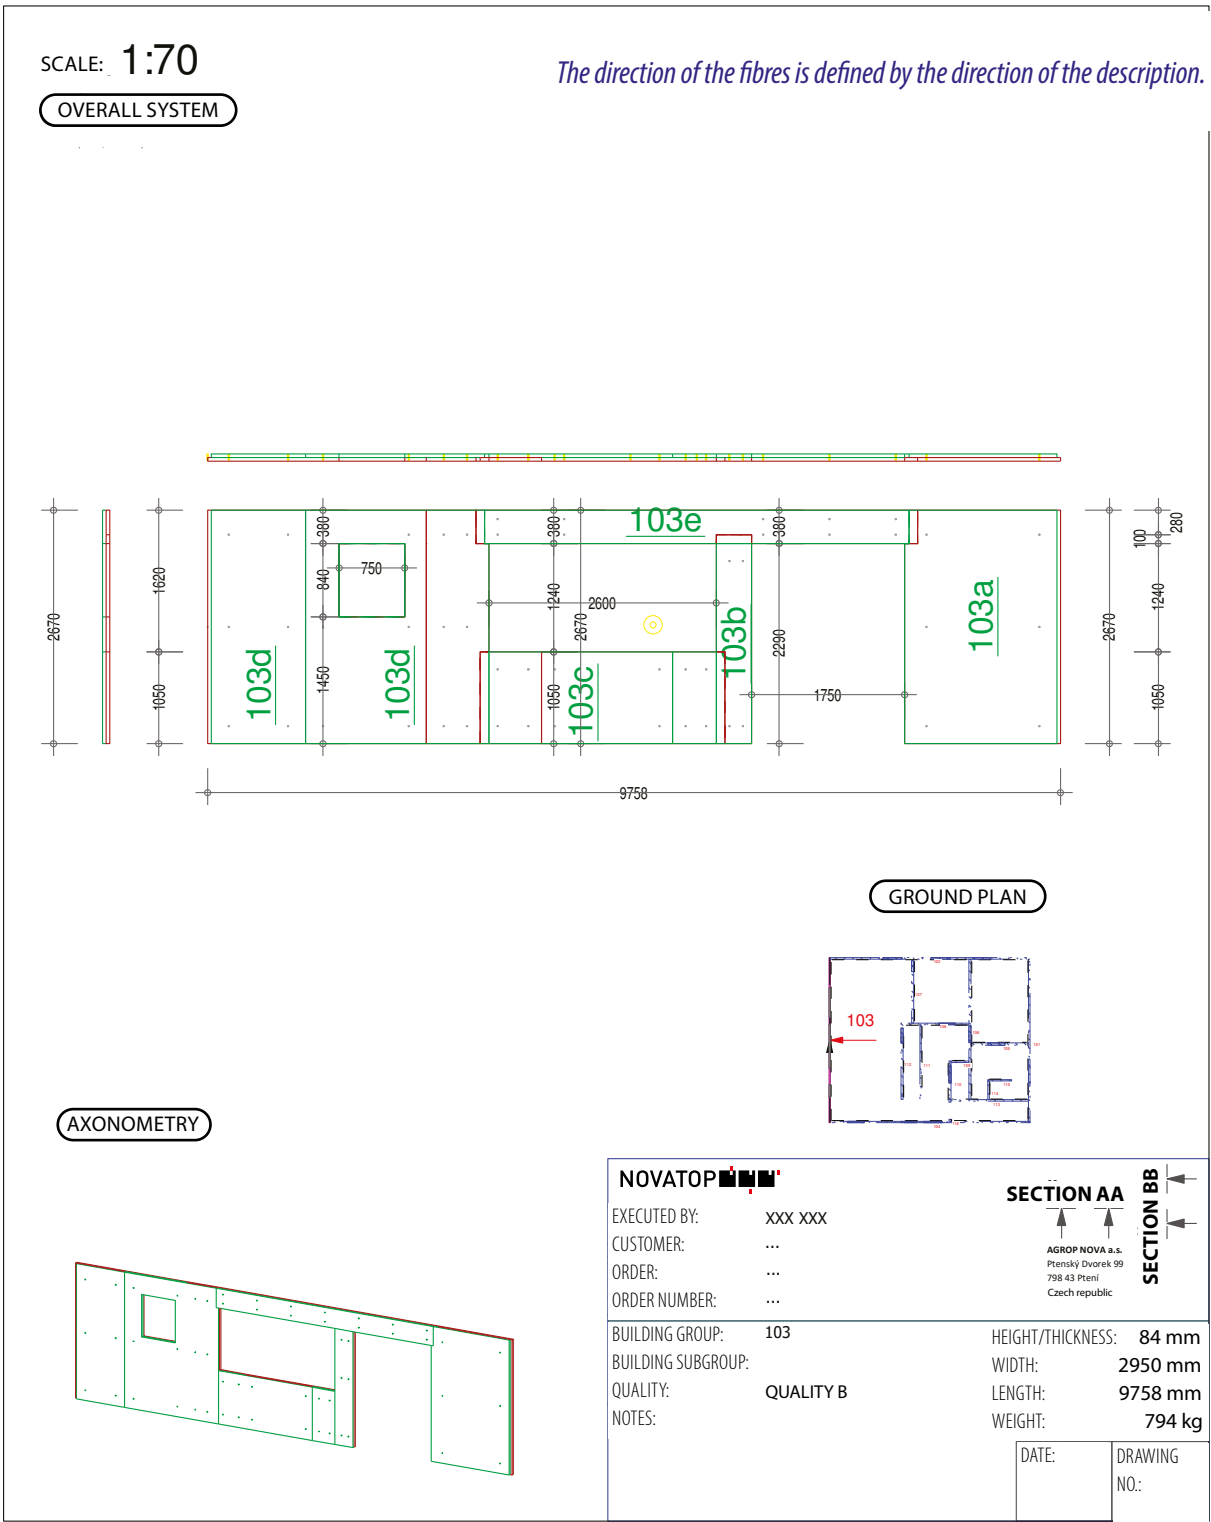 SCALE: 1:70
The direction of the fibres is defined by the direction of the description.
OVERALL SYSTEM
103e
380
380
380
280
100
750
840
1620
1240
2600
1240
2670
2670
2670
2290
103a
103b
103d
103d
103c
1450
1050
1050
1050
1750
9758
GROUND PLAN
103
AXONOMETRY
NOVATOP
SECTION AA
SECTION BB
EXECUTED BY: XXX XXX
CUSTOMER: ...
ORDER: ...
ORDER NUMBER: ...
AGROP NOVA a.s.
Ptenský Dvorek 99
798 43 Ptení
Czech republic
BUILDING GROUP: 103
BUILDING SUBGROUP:
QUALITY: QUALITY B
NOTES:
HEIGHT/THICKNESS: 84 mm
WIDTH: 2950 mm
LENGTH: 9758 mm
WEIGHT: 794 kg
DATE:
DRAWING
NO.: